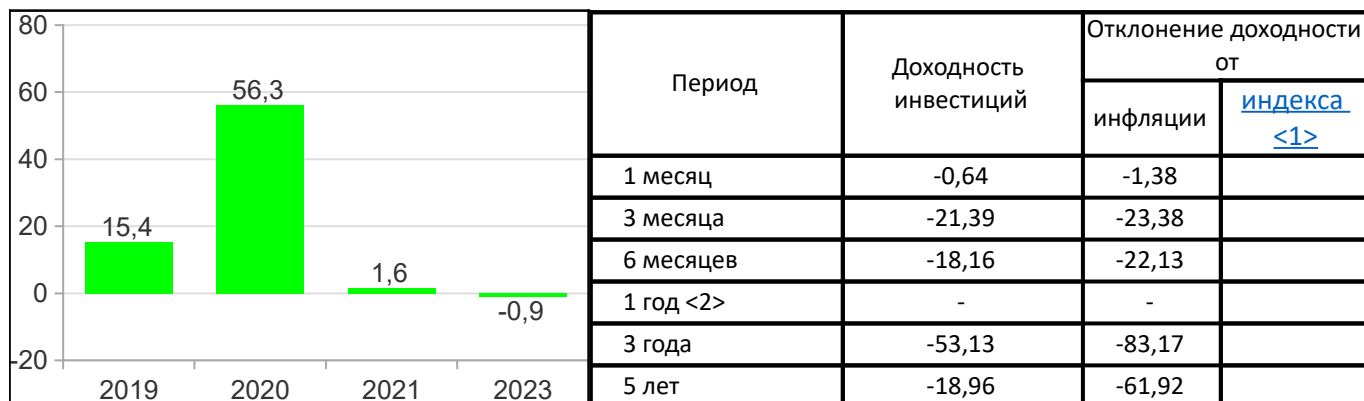 80
60
40
20
0
-20
15,4
56,3
1,6
-0,9
2019 2020 2021 2023
Период
Доходность
инвестиций
Отклонение доходности
от
инфляции
индекса
<1>
1 месяц -0,64 -1,38
3 месяца -21,39 -23,38
6 месяцев -18,16 -22,13
1 год <2> - -
3 года -53,13 -83,17
5 лет -18,96 -61,92